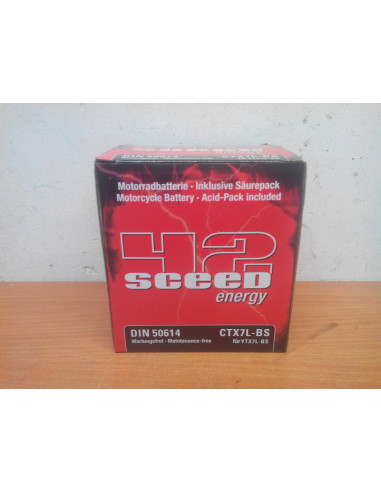 Motorradbatterie · Inklusive Säurepack
Motorcycle Battery · Acid-Pack included
42
sceed
energy
DIN 50614 CTX7L-BS
Wartungsfrei · Maintenance-free für YTX7L-BS